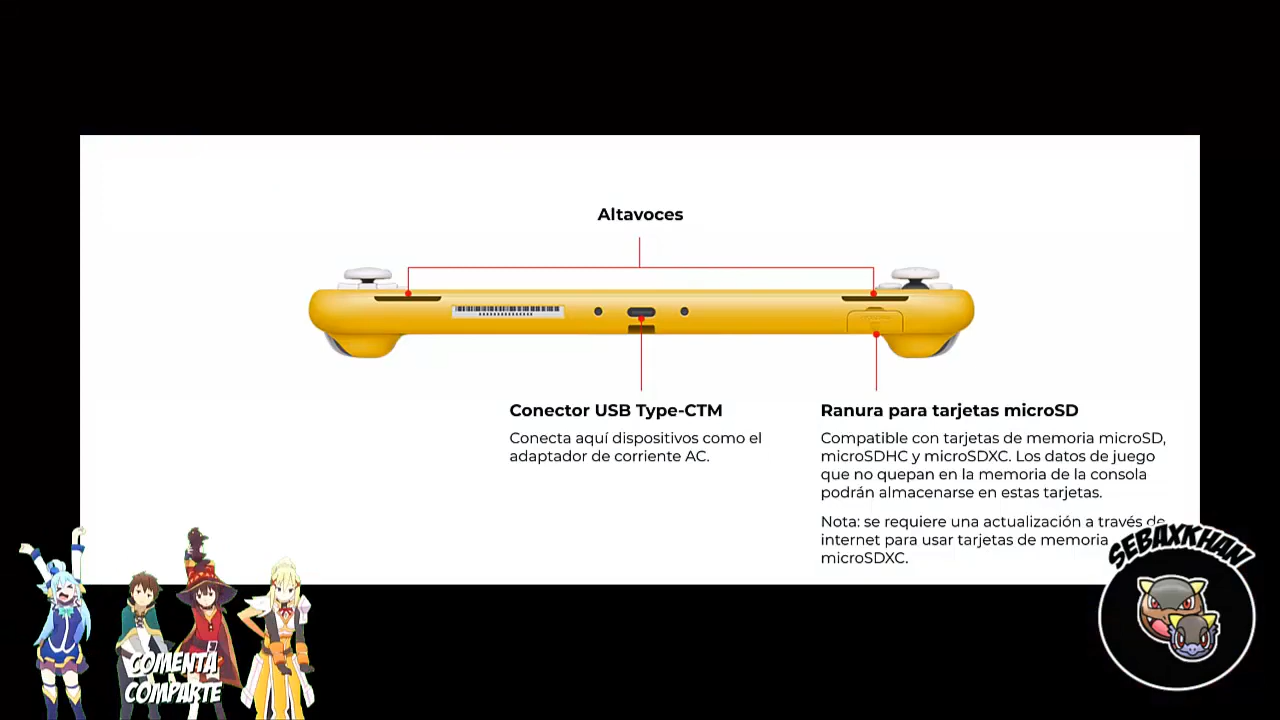 Altavoces
Conector USB Type-CTM
Conecta aquí dispositivos como el
adaptador de corriente AC.
Ranura para tarjetas microSD
Compatible con tarjetas de memoria microSD,
microSDHC y microSDXC. Los datos de juego
que no quepan en la memoria de la consola
podrán almacenarse en estas tarjetas.
Nota: se requiere una actualización a través de
internet para usar tarjetas de memoria
microSDXC.
SEBAXKHAN
COMENTA
COMPARTE